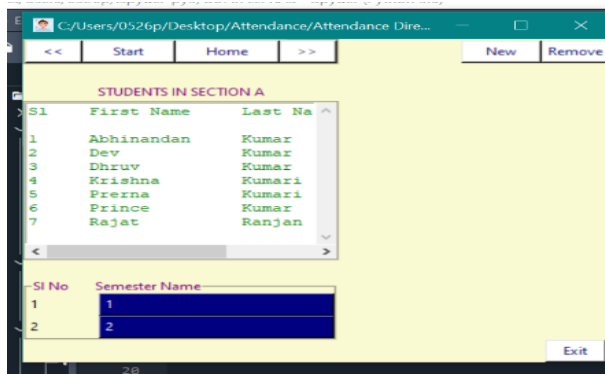 C:/Users/0526p/Desktop/Attendance/Attendance Dire...
<< Start Home >> New Remove
STUDENTS IN SECTION A
Sl First Name Last Na
1 Abhinandan Kumar
2 Dev Kumar
3 Dhruv Kumar
4 Krishna Kumari
5 Prerna Kumari
6 Prince Kumar
7 Rajat Ranjan
Sl No Semester Name
1 1
2 2
Exit
20